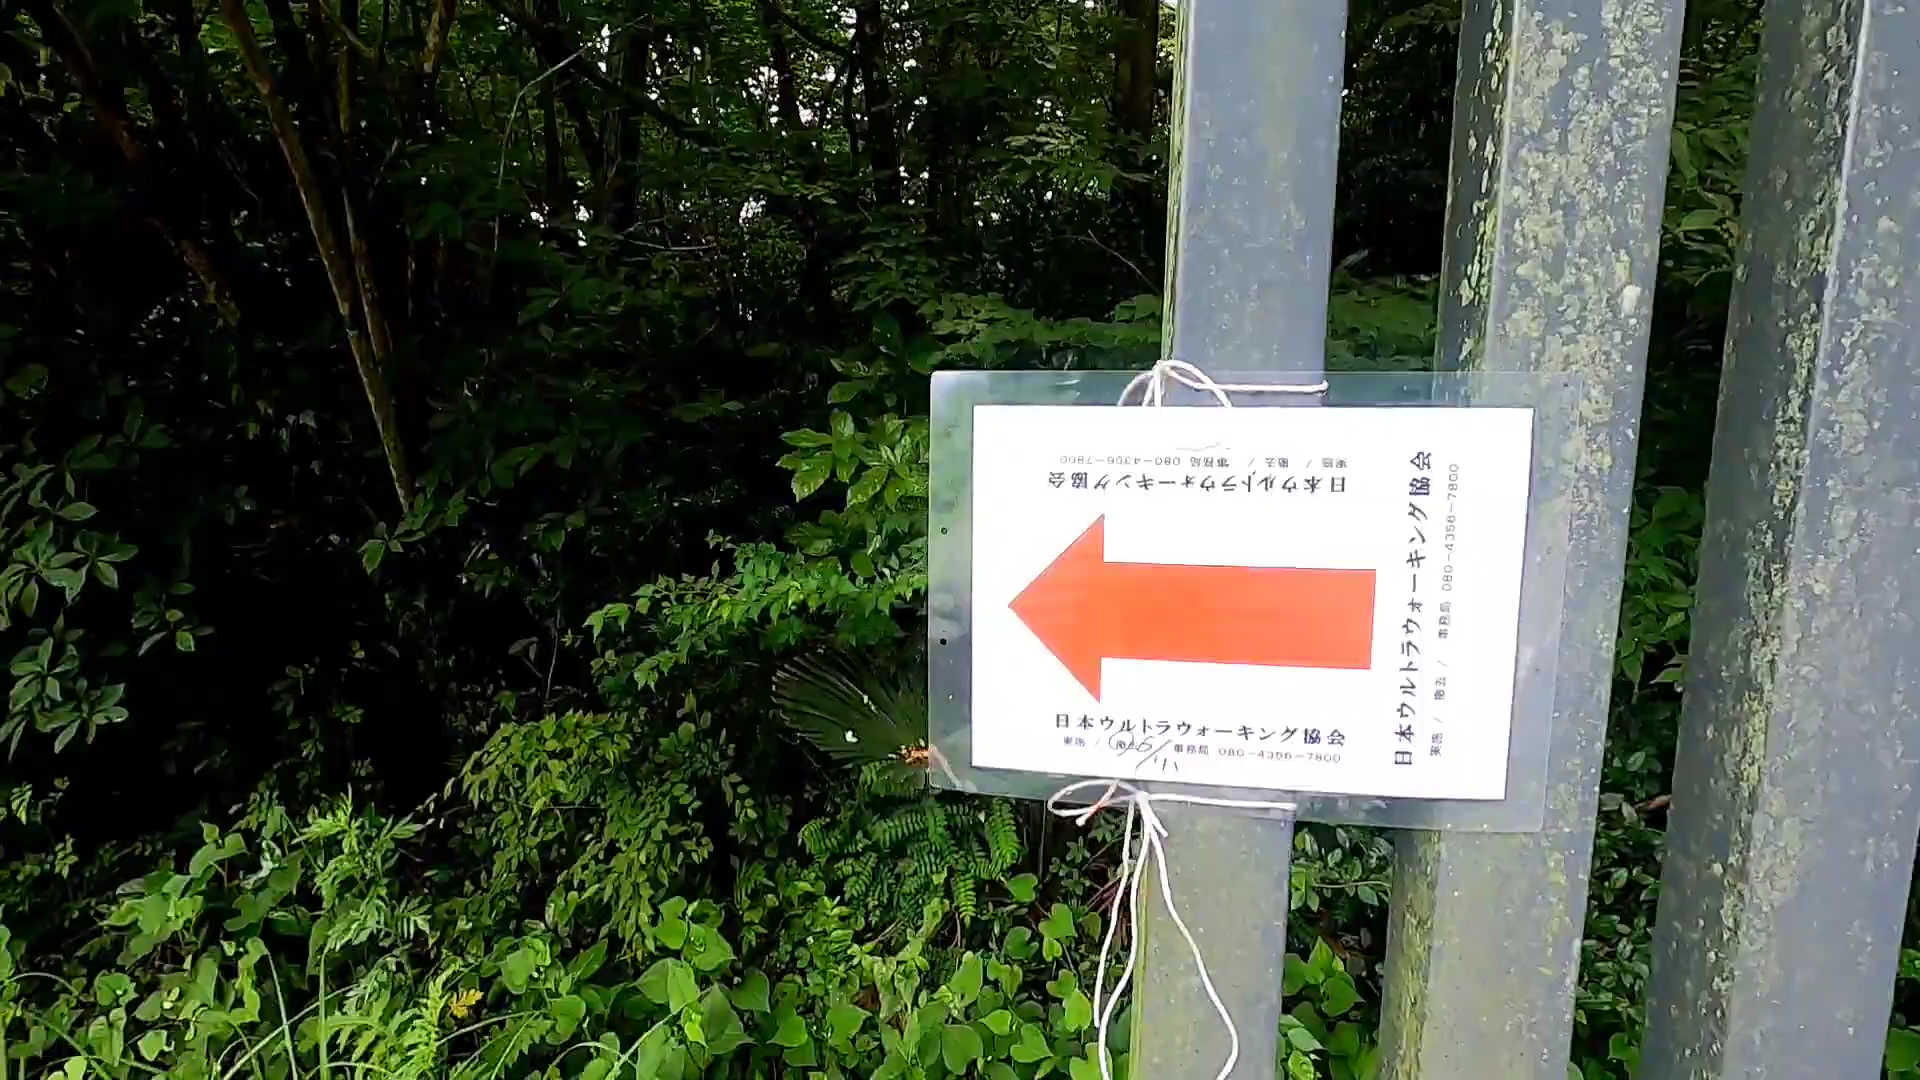 日本ウルトラウォーキング協会
実施 / 撤去 / 事務局 080-4356-7800
日本ウルトラウォーキング協会
実施 / 撤去 / 事務局 080-4356-7800
日本ウルトラウォーキング協会
実施 / 事務局 080-4356-7800